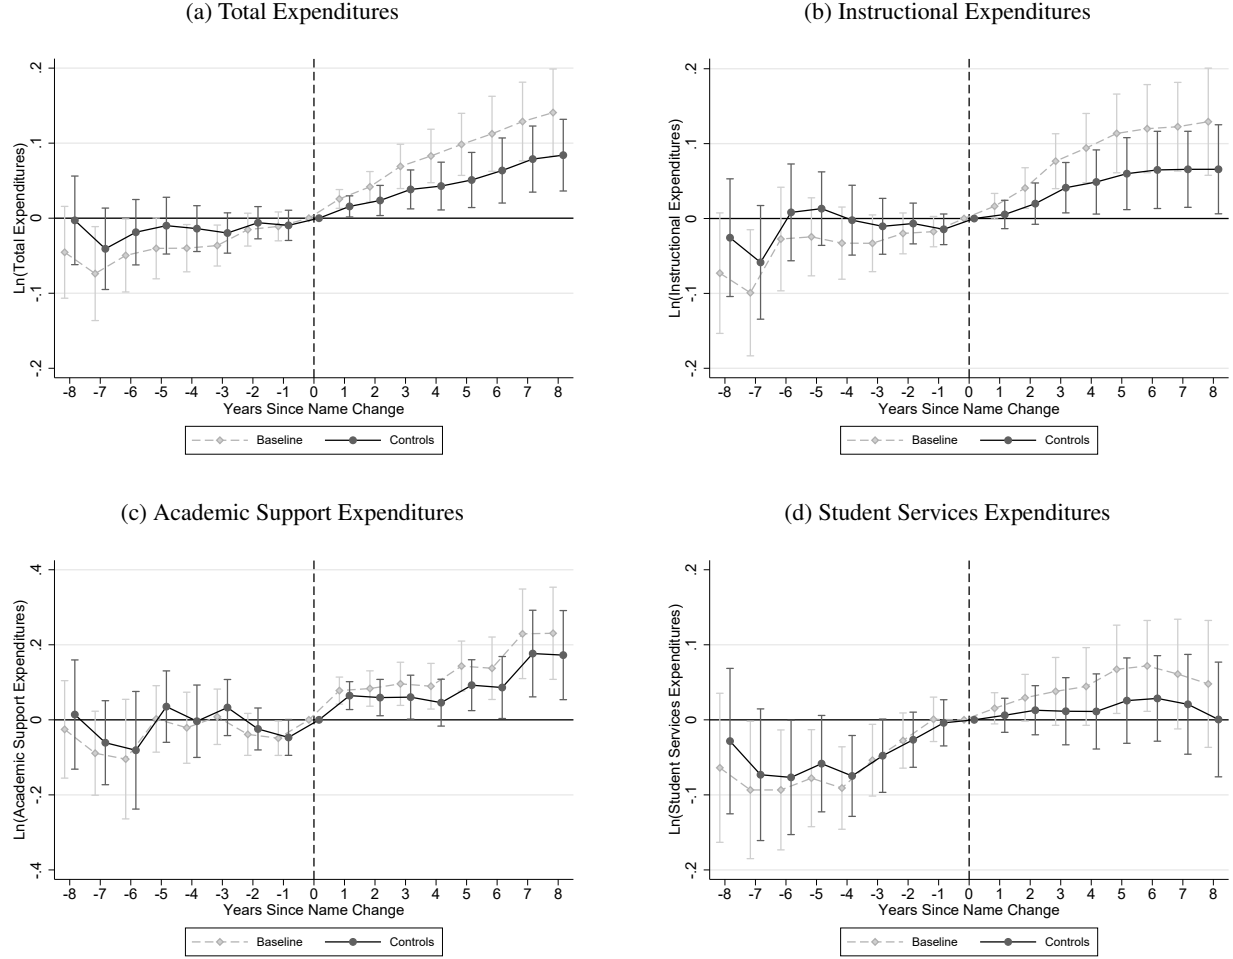 (a) Total Expenditures
Ln(Total Expenditures)
.2
.1
0
-.1
-.2
-8 -7 -6 -5 -4 -3 -2 -1 0 1 2 3 4 5 6 7 8
Years Since Name Change
Baseline Controls
(b) Instructional Expenditures
Ln(Instructional Expenditures)
.2
.1
0
-.1
-.2
-8 -7 -6 -5 -4 -3 -2 -1 0 1 2 3 4 5 6 7 8
Years Since Name Change
Baseline Controls
(c) Academic Support Expenditures
Ln(Academic Support Expenditures)
.4
.2
0
-.2
-.4
-8 -7 -6 -5 -4 -3 -2 -1 0 1 2 3 4 5 6 7 8
Years Since Name Change
Baseline Controls
(d) Student Services Expenditures
Ln(Student Services Expenditures)
.2
.1
0
-.1
-.2
-8 -7 -6 -5 -4 -3 -2 -1 0 1 2 3 4 5 6 7 8
Years Since Name Change
Baseline Controls